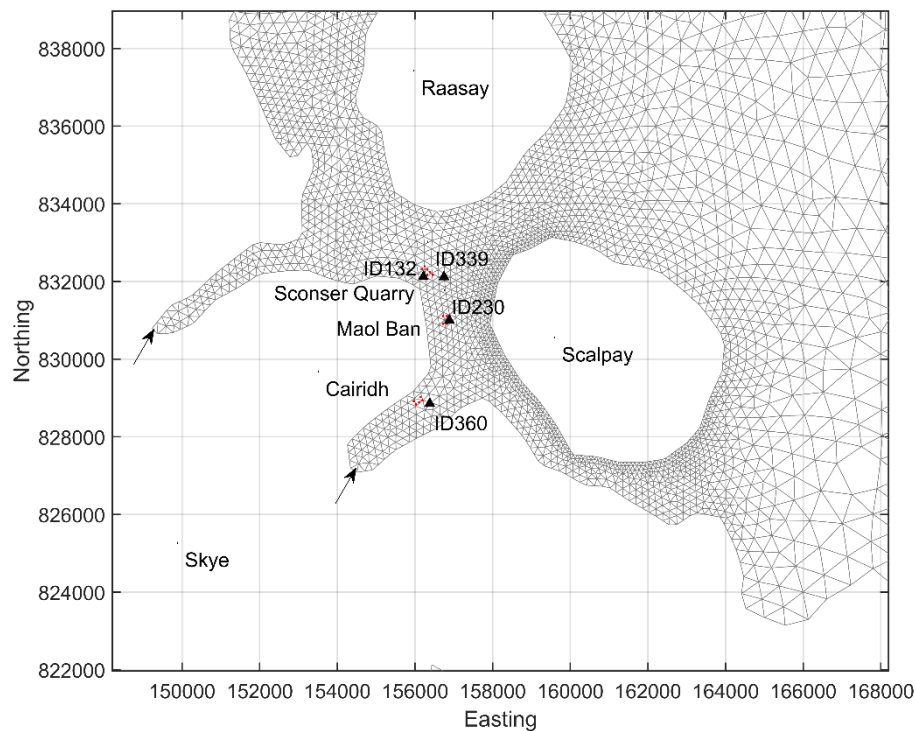 838000
Raasay
836000
834000
ID339
ID132
832000
Sconser Quarry
ID230
Maol Ban
Northing
830000
Scalpay
Cairidh
ID360
828000
826000
Skye
824000
822000
150000 152000 154000 156000 158000 160000 162000 164000 166000 168000
Easting